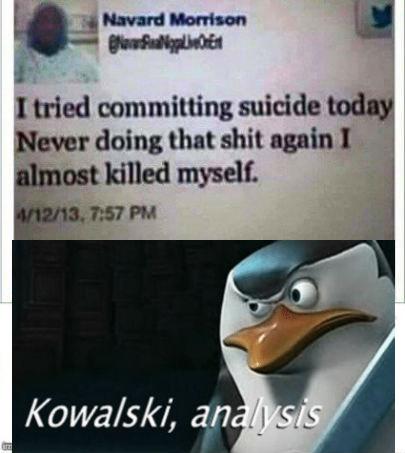 Navard Morrison
I tried committing suicide today
Never doing that shit again I
almost killed myself.
4/12/13, 7:57 PM
Kowalski, analysis